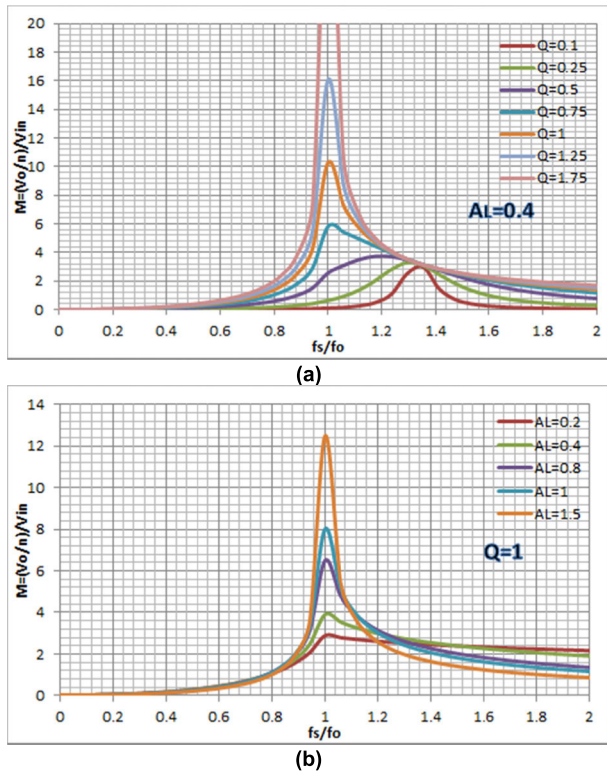 M=(Vo/n)/Vin
20
18
16
14
12
10
8
6
4
2
0
Q=0.1
Q=0.25
Q=0.5
Q=0.75
Q=1
Q=1.25
Q=1.75
AL=0.4
0 0.2 0.4 0.6 0.8 1 1.2 1.4 1.6 1.8 2
fs/fo
(a)
M=(Vo/n)/Vin
14
12
10
8
6
4
2
0
AL=0.2
AL=0.4
AL=0.8
AL=1
AL=1.5
Q=1
0 0.2 0.4 0.6 0.8 1 1.2 1.4 1.6 1.8 2
fs/fo
(b)